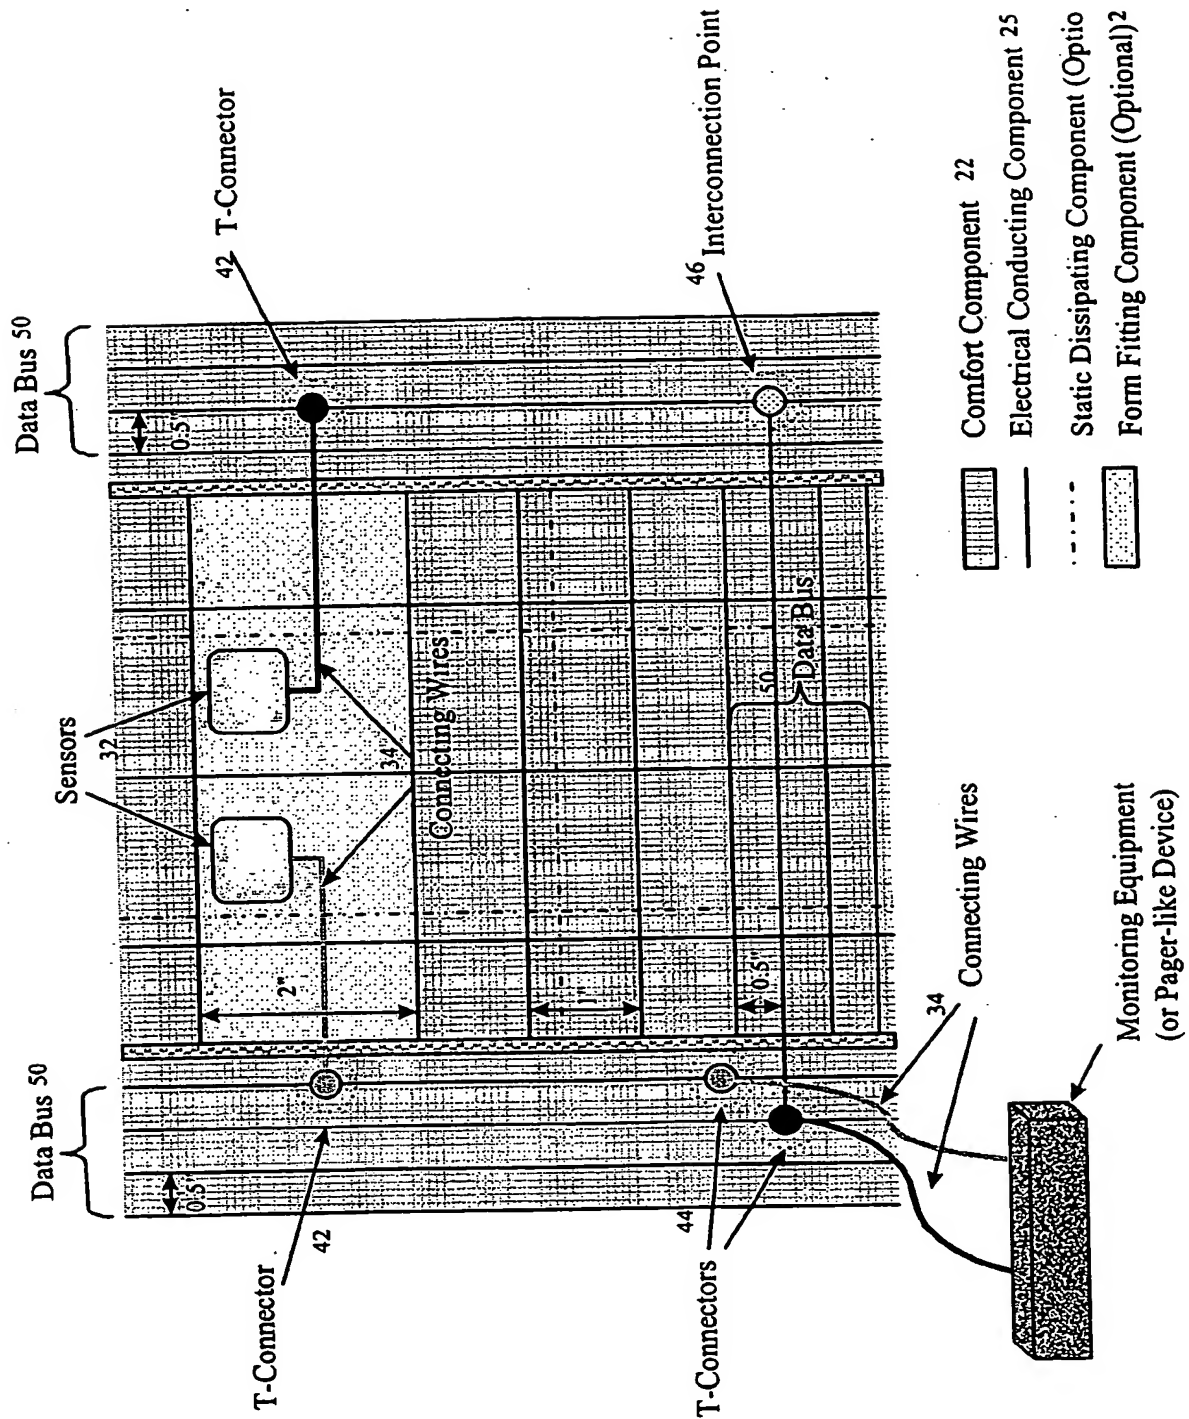 Data Bus 50
Sensors
32
Data Bus 50
0.5"
0.5"
T-Connector
42
42 T-Connector
2"
34
Connecting Wires
1"
T-Connectors
44
0.5"
50
Data Bus
46 Interconnection Point
34 Connecting Wires
Monitoring Equipment
(or Pager-like Device)
Comfort Component 22
Electrical Conducting Component 25
Static Dissipating Component (Optio
Form Fitting Component (Optional)2